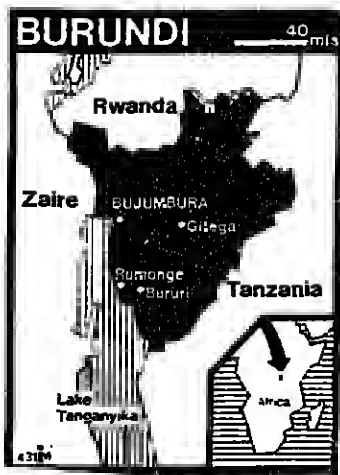 BURUNDI
40
mls
Rwanda
Zaire
BUJUMBURA
Gitega
Rumonge
Bururi
Tanzania
Lake
Tanganyika
Africa